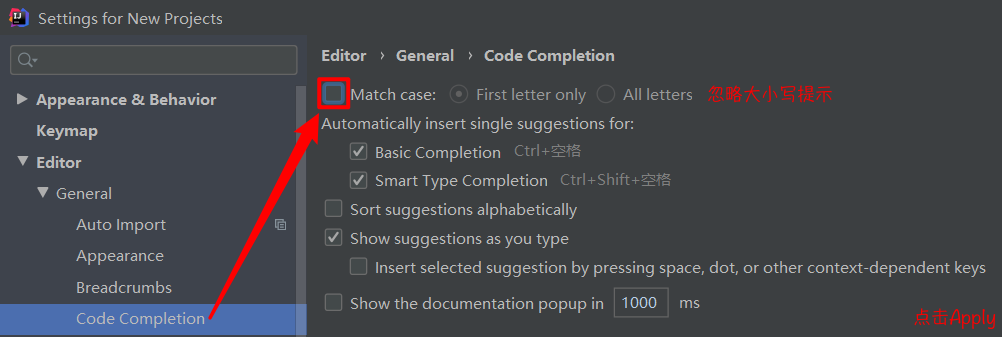 Settings for New Projects
Editor › General › Code Completion
Match case: First letter only All letters 忽略大小写提示
Appearance & Behavior
Automatically insert single suggestions for:
Keymap
Basic Completion Ctrl+空格
Editor
Smart Type Completion Ctrl+Shift+空格
General
Sort suggestions alphabetically
Auto Import
Show suggestions as you type
Appearance
Insert selected suggestion by pressing space, dot, or other context-dependent keys
Breadcrumbs
Show the documentation popup in 1000 ms
Code Completion
点击Apply